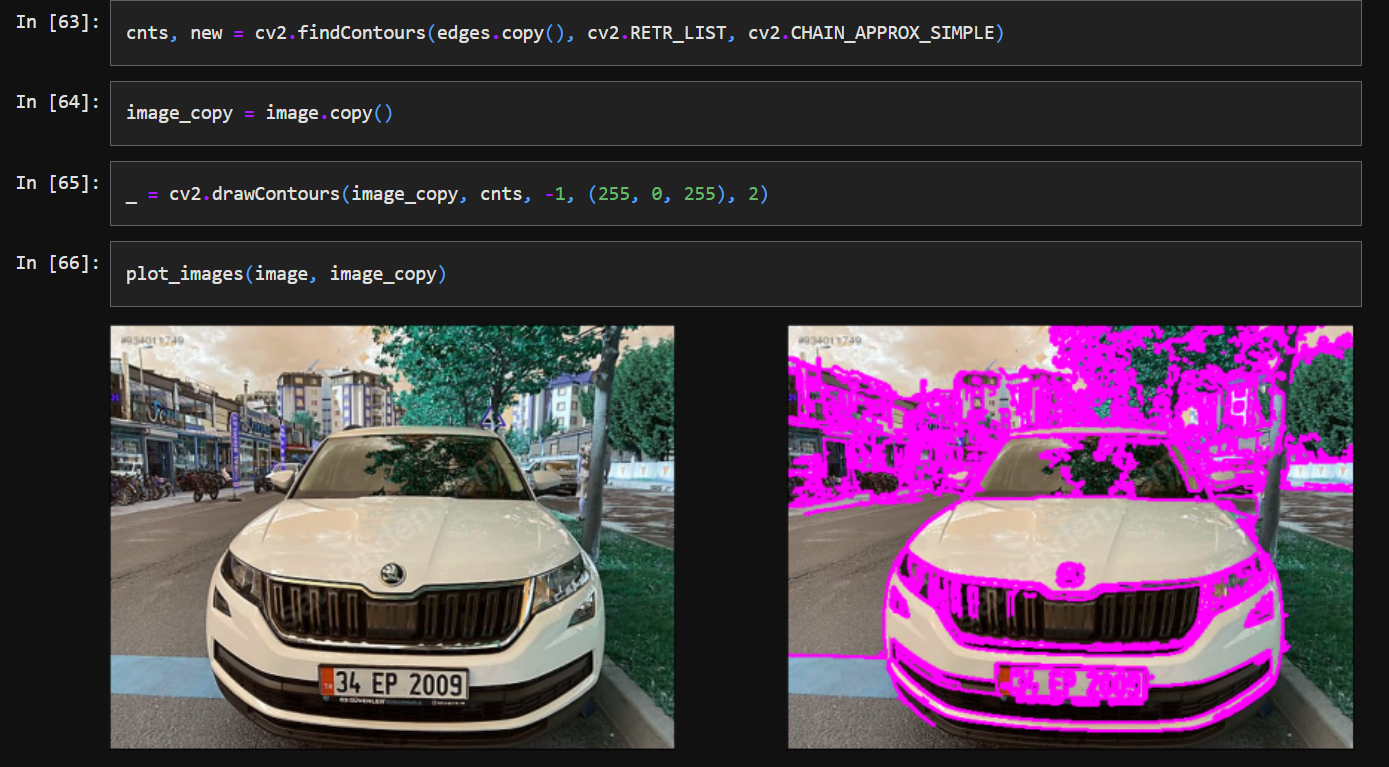 In [63]:
cnts, new = cv2.findContours(edges.copy(), cv2.RETR_LIST, cv2.CHAIN_APPROX_SIMPLE)
In [64]:
image_copy = image.copy()
In [65]:
_ = cv2.drawContours(image_copy, cnts, -1, (255, 0, 255), 2)
In [66]:
plot_images(image, image_copy)
#934011749
#934011749
TR 34 EP 2009
34 EP 2009